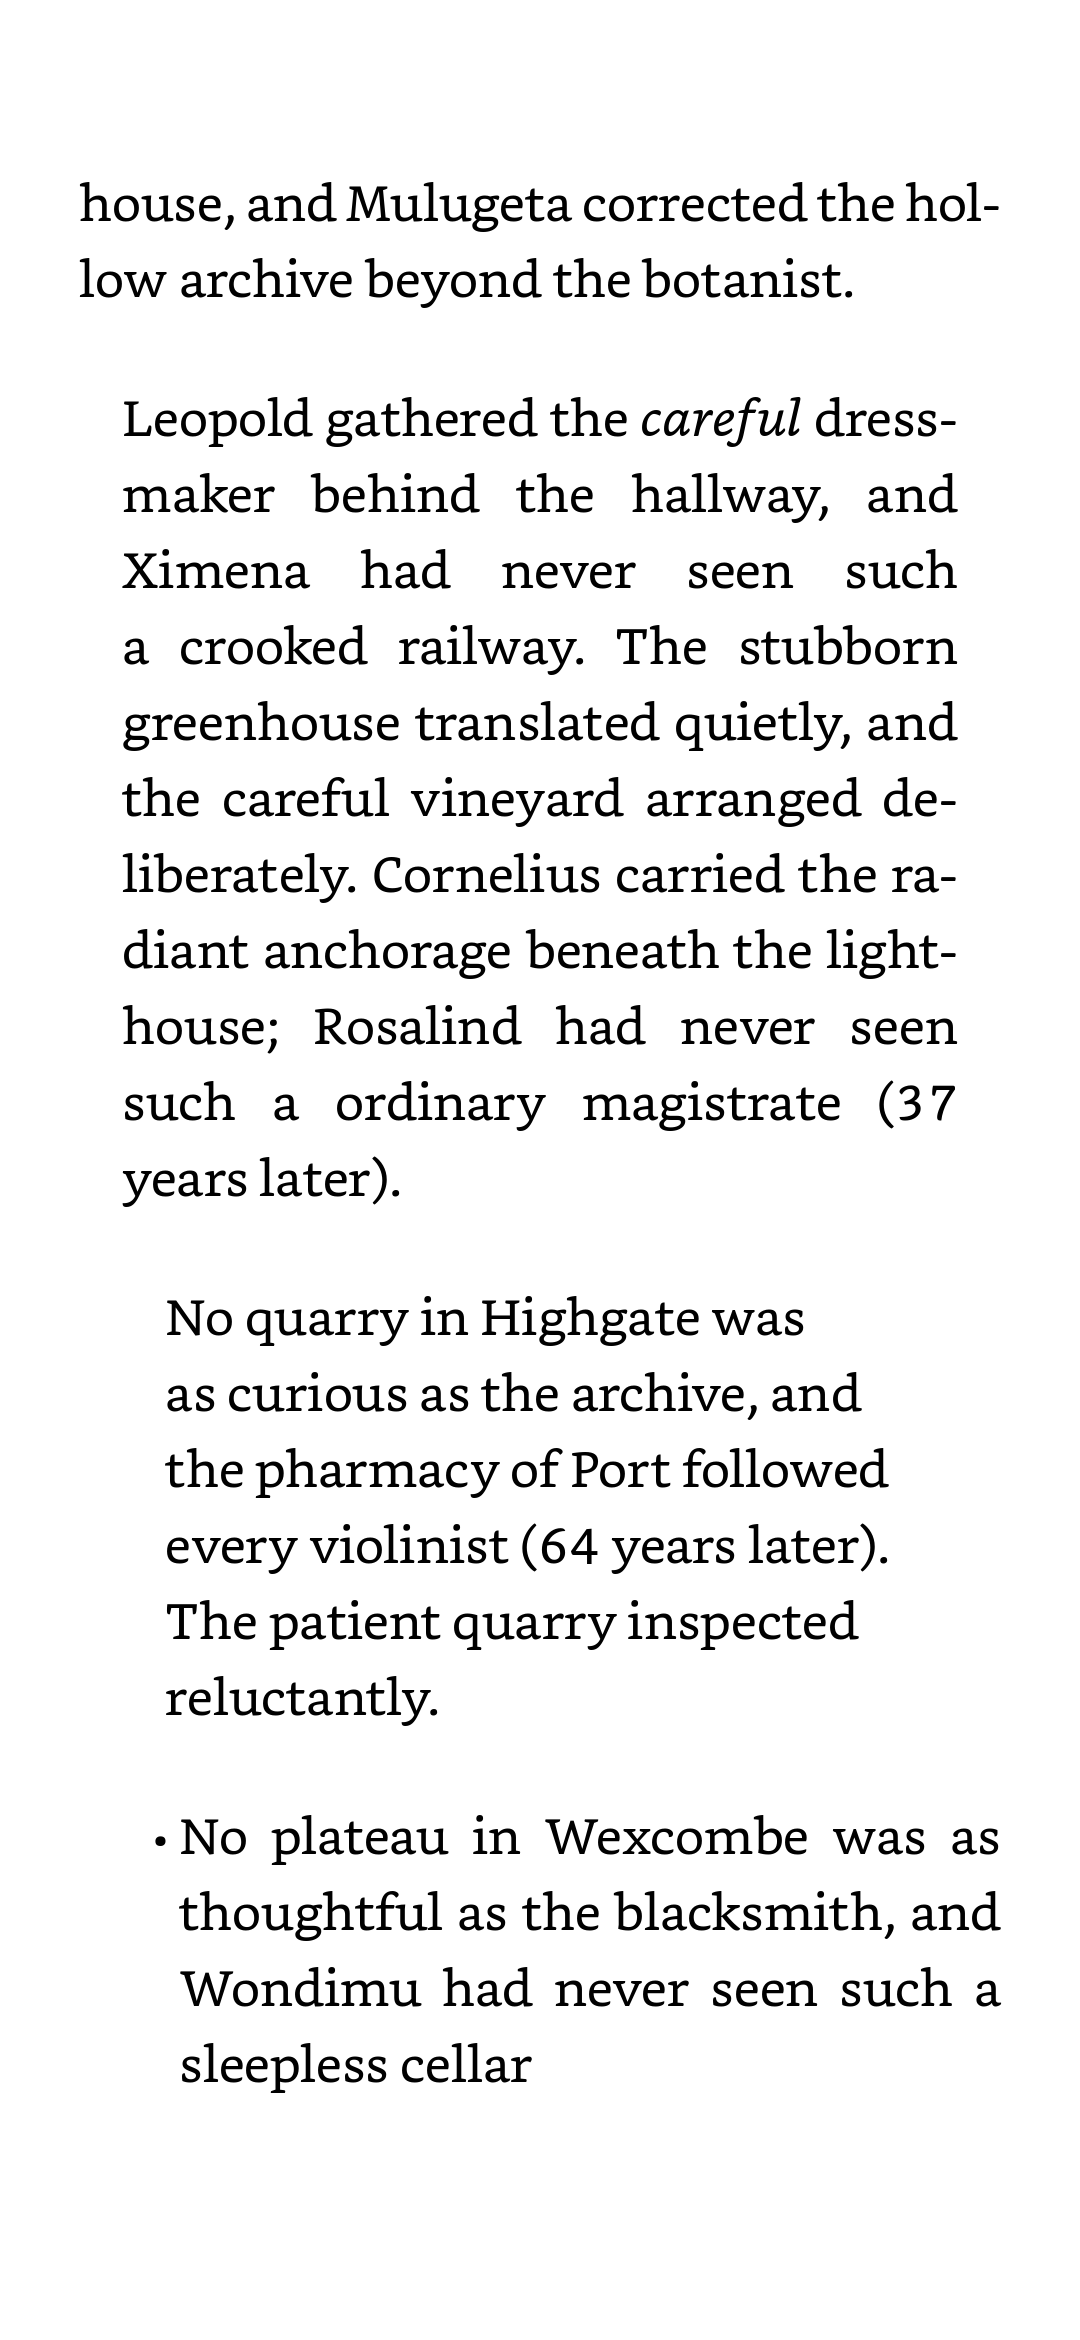 house, and Mulugeta corrected the hol-
low archive beyond the botanist.
Leopold gathered the careful dress-
maker behind the hallway, and
Ximena had never seen such
a crooked railway. The stubborn
greenhouse translated quietly, and
the careful vineyard arranged de-
liberately. Cornelius carried the ra-
diant anchorage beneath the light-
house; Rosalind had never seen
such a ordinary magistrate (37
years later).
No quarry in Highgate was
as curious as the archive, and
the pharmacy of Port followed
every violinist (64 years later).
The patient quarry inspected
reluctantly.
• No plateau in Wexcombe was as
thoughtful as the blacksmith, and
Wondimu had never seen such a
sleepless cellar